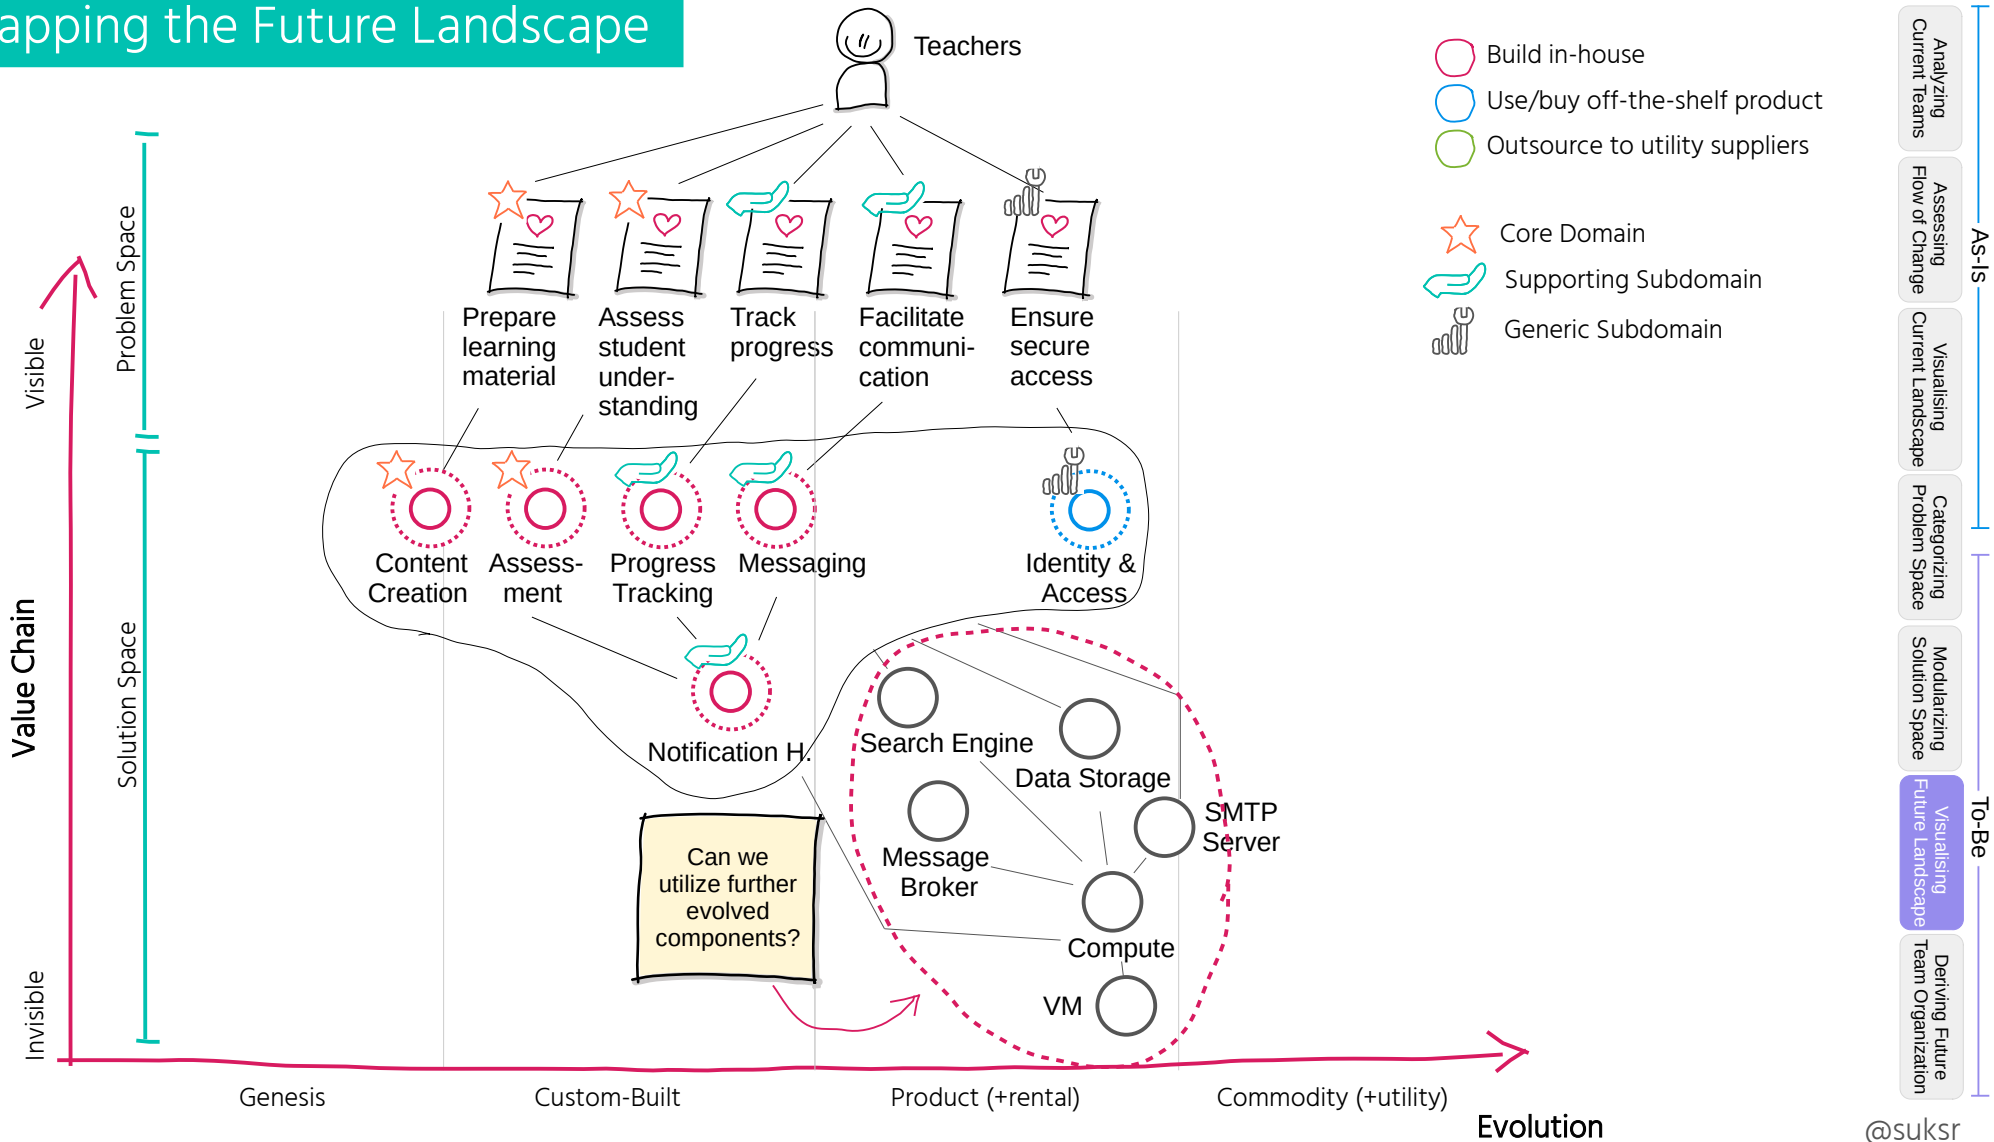 apping the Future Landscape
Teachers
Build in-house
Use/buy off-the-shelf product
Outsource to utility suppliers
Core Domain
Supporting Subdomain
Generic Subdomain
Prepare
learning
material
Assess
student
under-
standing
Track
progress
Facilitate
communi-
cation
Ensure
secure
access
Content
Creation
Assess-
ment
Progress
Tracking
Messaging
Identity &
Access
Notification H.
Search Engine
Data Storage
SMTP
Server
Message
Broker
Compute
VM
Can we
utilize further
evolved
components?
Value Chain
Visible
Invisible
Problem Space
Solution Space
Genesis
Custom-Built
Product (+rental)
Commodity (+utility)
Evolution
Analyzing
Current Teams
Assessing
Flow of Change
Visualising
Current Landscape
Categorizing
Problem Space
Modularizing
Solution Space
Visualising
Future Landscape
Deriving Future
Team Organization
As-Is
To-Be
@suksr